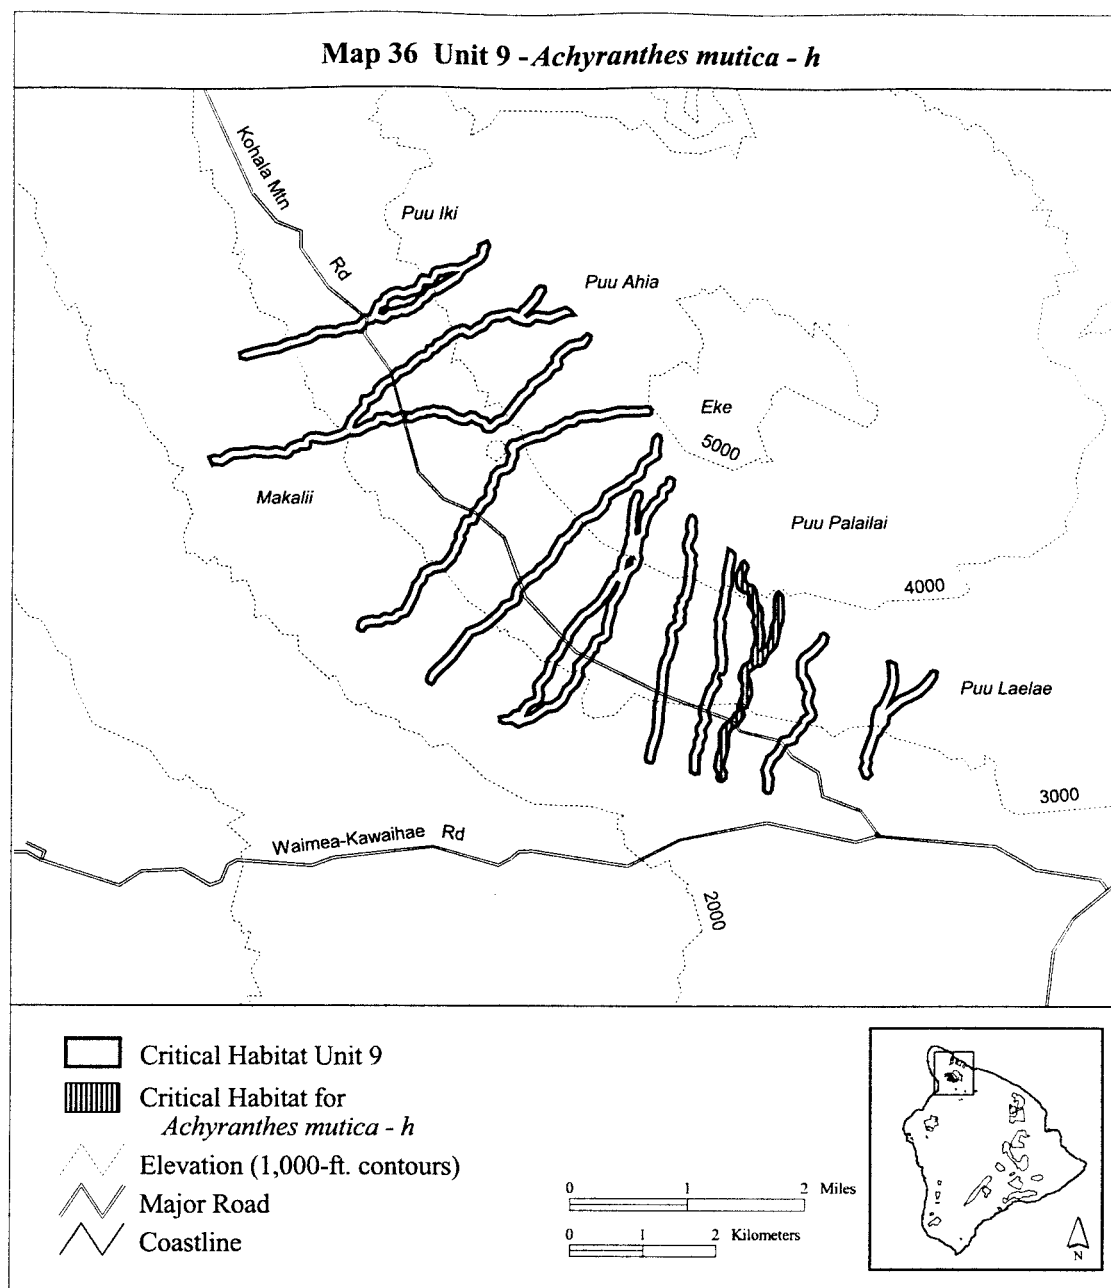 Map 36 Unit 9 - Achyranthes mutica - h
Kohala Mtn
Rd
Puu Iki
Puu Ahia
Eke
5000
Makalii
Puu Palailai
4000
Puu Laelae
3000
Waimea-Kawaihae Rd
2000
Critical Habitat Unit 9
Critical Habitat for
Achyranthes mutica - h
Elevation (1,000-ft. contours)
Major Road
Coastline
0 1 2 Miles
0 1 2 Kilometers
N